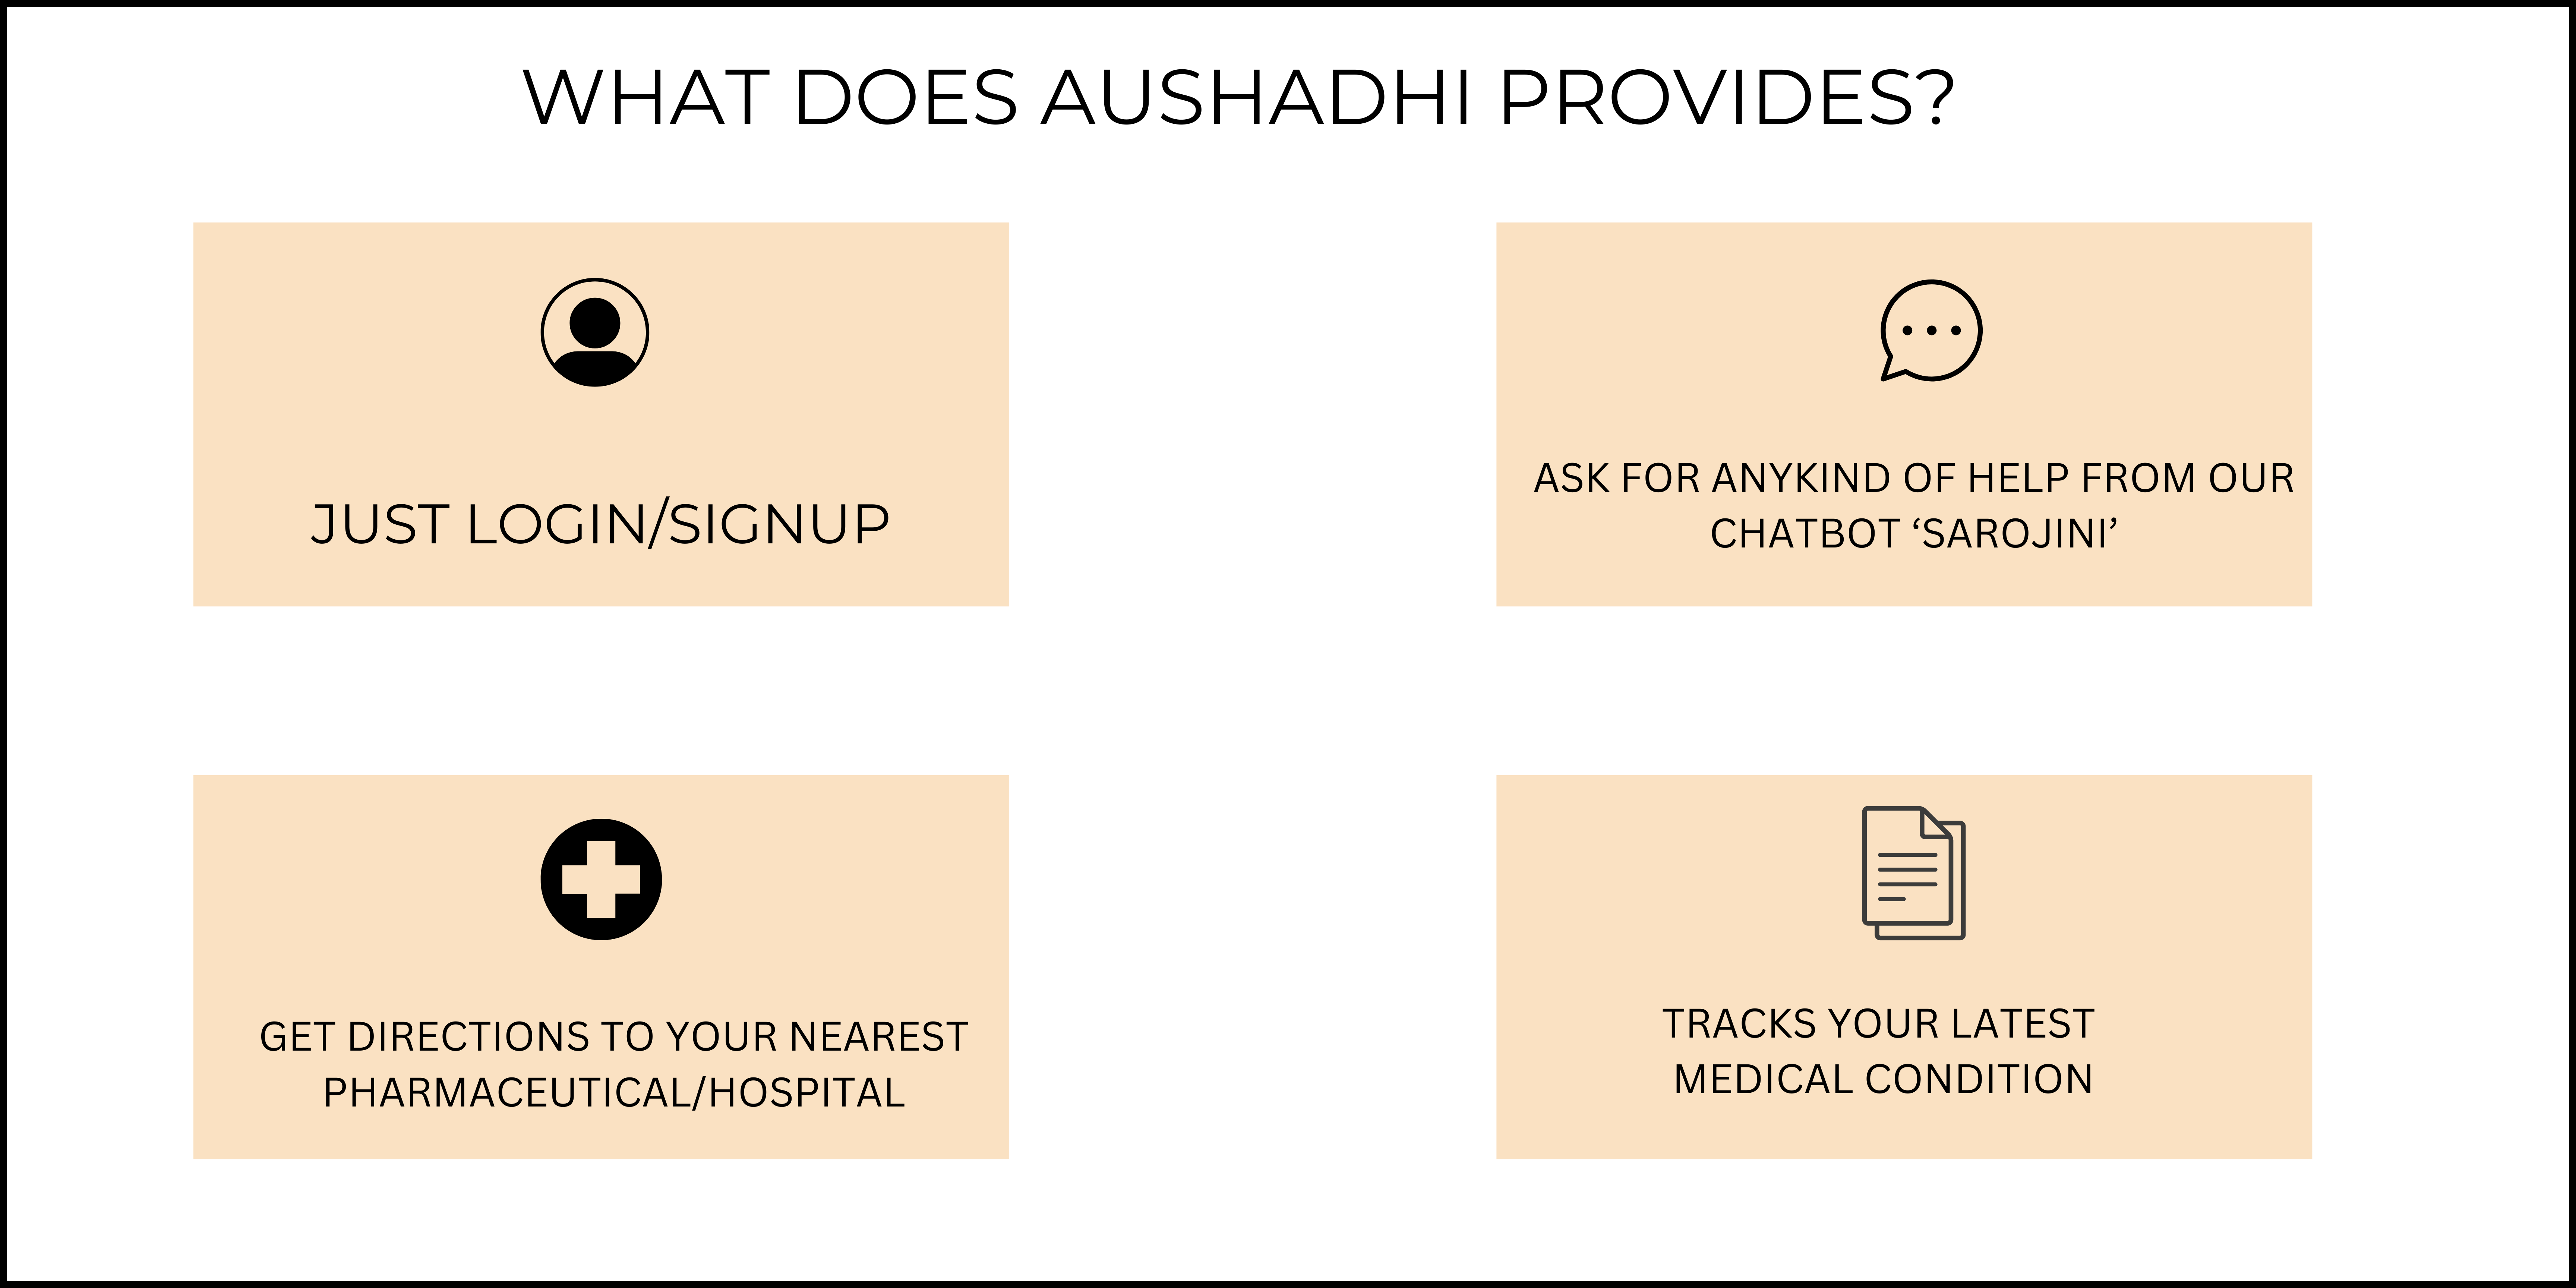 WHAT DOES AUSHADHI PROVIDES?
JUST LOGIN/SIGNUP
ASK FOR ANYKIND OF HELP FROM OUR
CHATBOT ‘SAROJINI’
GET DIRECTIONS TO YOUR NEAREST
PHARMACEUTICAL/HOSPITAL
TRACKS YOUR LATEST
MEDICAL CONDITION